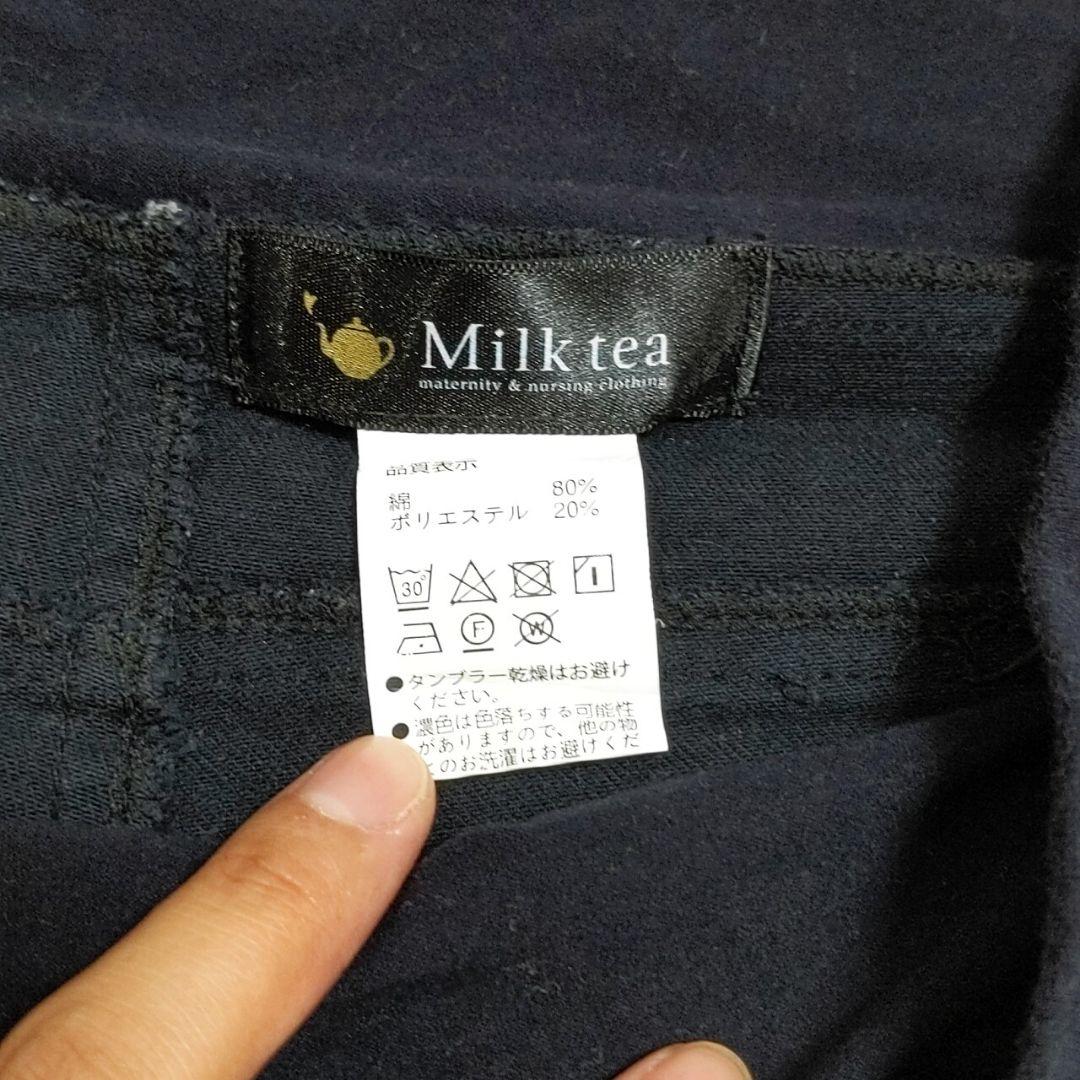 Milk tea
maternity & nursing clothing
品質表示
綿 80%
ポリエステル 20%
30°
F
W
●タンブラー乾燥はお避け
ください。
●濃色は色落ちする可能性
がありますので、他の物
とのお洗濯はお避けくだ